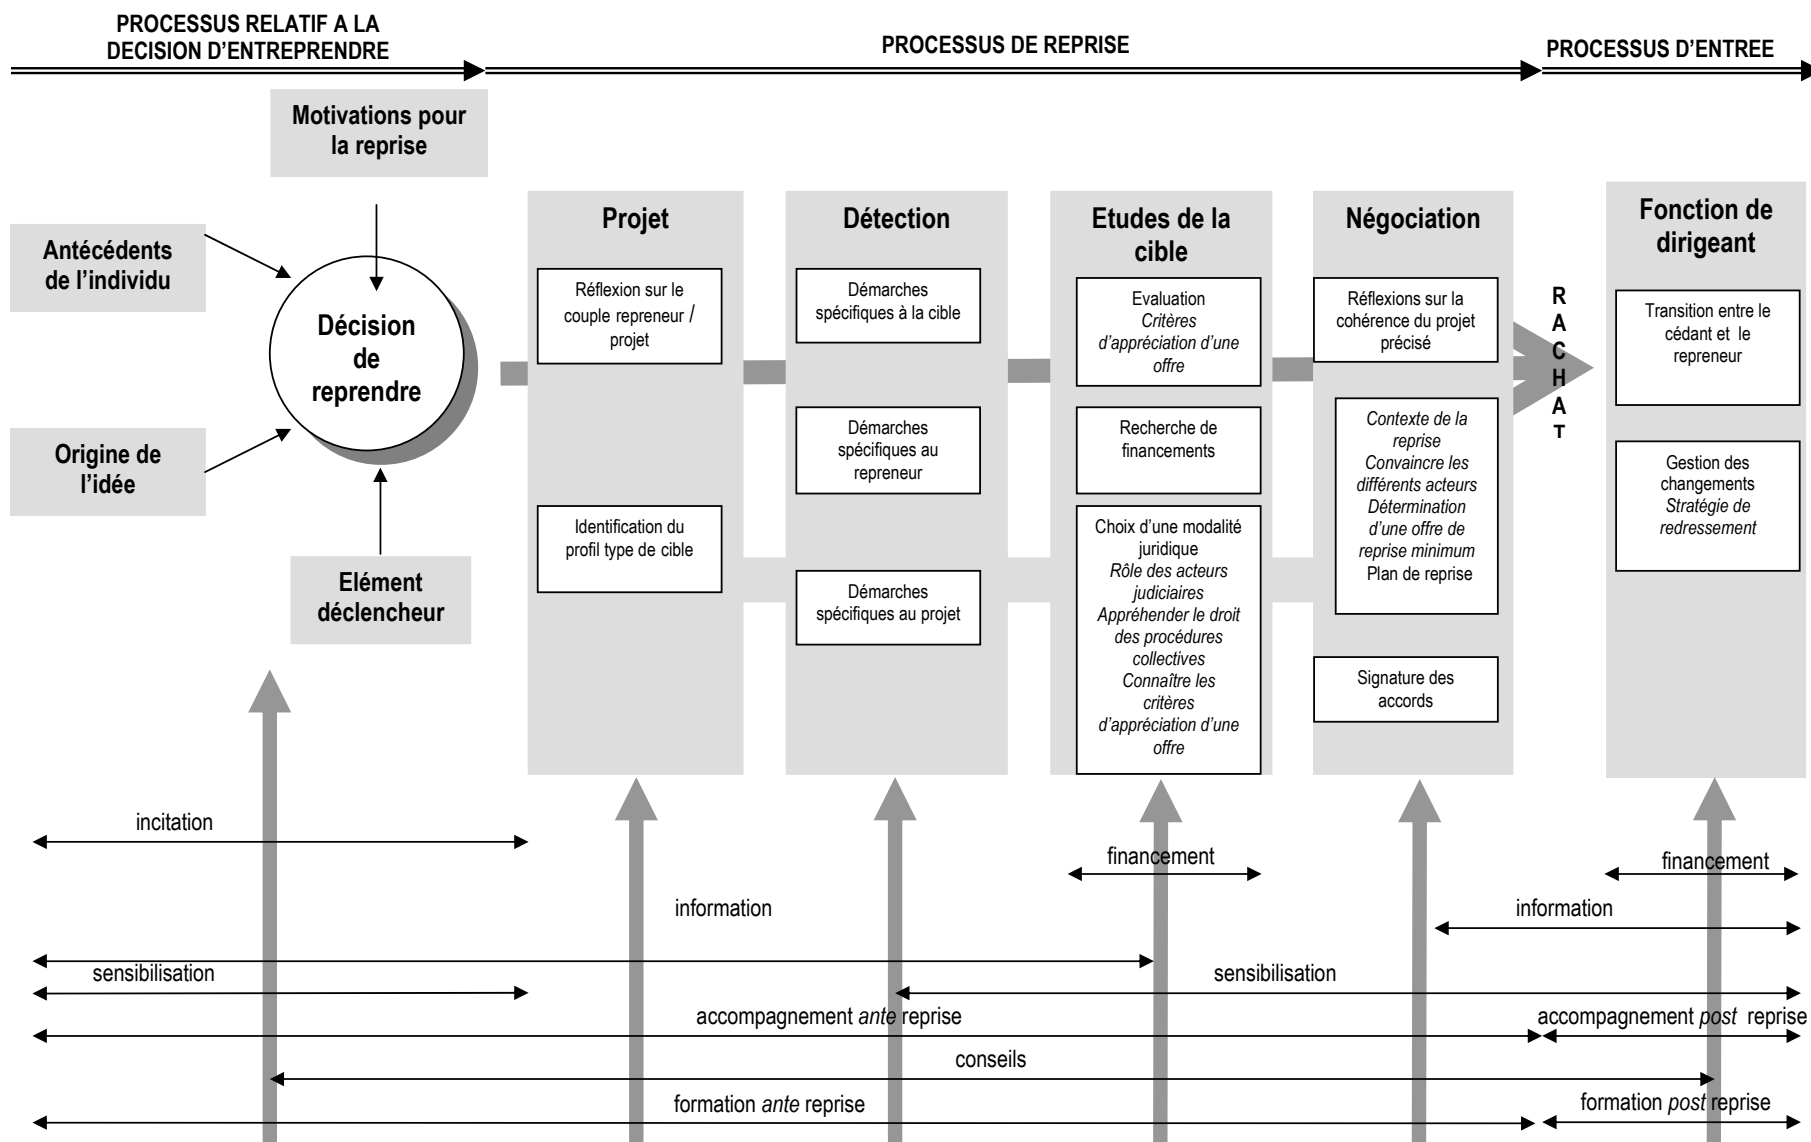 PROCESSUS RELATIF A LA
DECISION D'ENTREPRENDRE
PROCESSUS DE REPRISE
PROCESSUS D'ENTREE
Motivations pour
la reprise
Antécédents
de l'individu
Origine de
l'idée
Décision
de
reprendre
Elément
déclencheur
Projet
Réflexion sur le
couple repreneur /
projet
Identification du
profil type de cible
Détection
Démarches
spécifiques à la cible
Démarches
spécifiques au
repreneur
Démarches
spécifiques au projet
Etudes de la
cible
Evaluation
Critères
d'appréciation d'une
offre
Recherche de
financements
Choix d'une modalité
juridique
Rôle des acteurs
judiciaires
Appréhender le droit
des procédures
collectives
Connaître les
critères
d'appréciation d'une
offre
Négociation
Réflexions sur la
cohérence du projet
précisé
Contexte de la
reprise
Convaincre les
différents acteurs
Détermination
d'une offre de
reprise minimum
Plan de reprise
Signature des
accords
R
A
C
H
A
T
Fonction de
dirigeant
Transition entre le
cédant et le
repreneur
Gestion des
changements
Stratégie de
redressement
incitation
financement
financement
information
information
sensibilisation
sensibilisation
accompagnement ante reprise
accompagnement post reprise
conseils
formation ante reprise
formation post reprise